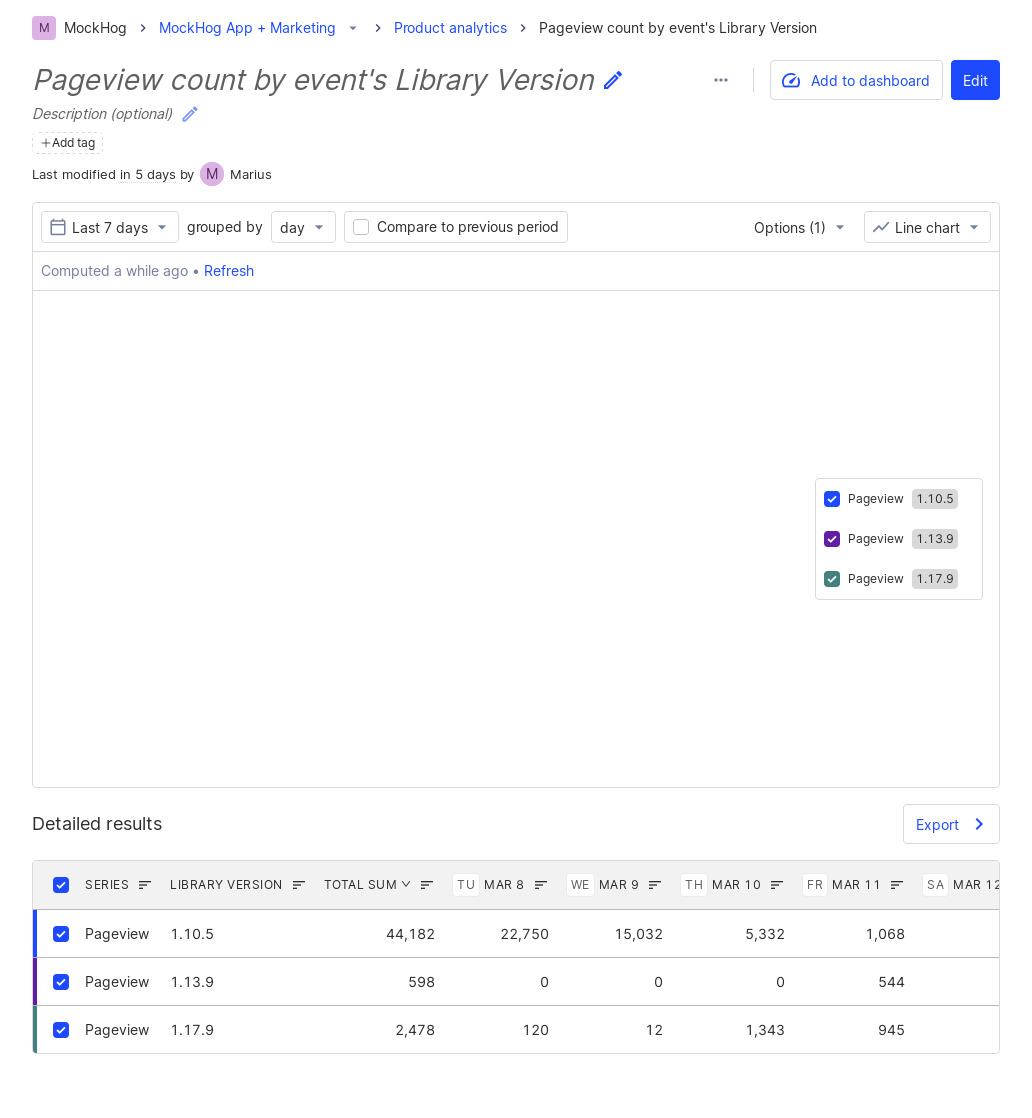 M MockHog MockHog App + Marketing Product analytics Pageview count by event's Library Version
Pageview count by event's Library Version
Add to dashboard Edit
Description (optional)
Add tag
Last modified in 5 days by M Marius
Last 7 days grouped by day Compare to previous period Options (1) Line chart
Computed a while ago • Refresh
Pageview 1.10.5
Pageview 1.13.9
Pageview 1.17.9
Detailed results Export
SERIES LIBRARY VERSION TOTAL SUM TU MAR 8 WE MAR 9 TH MAR 10 FR MAR 11 SA MAR 12
Pageview 1.10.5 44,182 22,750 15,032 5,332 1,068
Pageview 1.13.9 598 0 0 0 544
Pageview 1.17.9 2,478 120 12 1,343 945